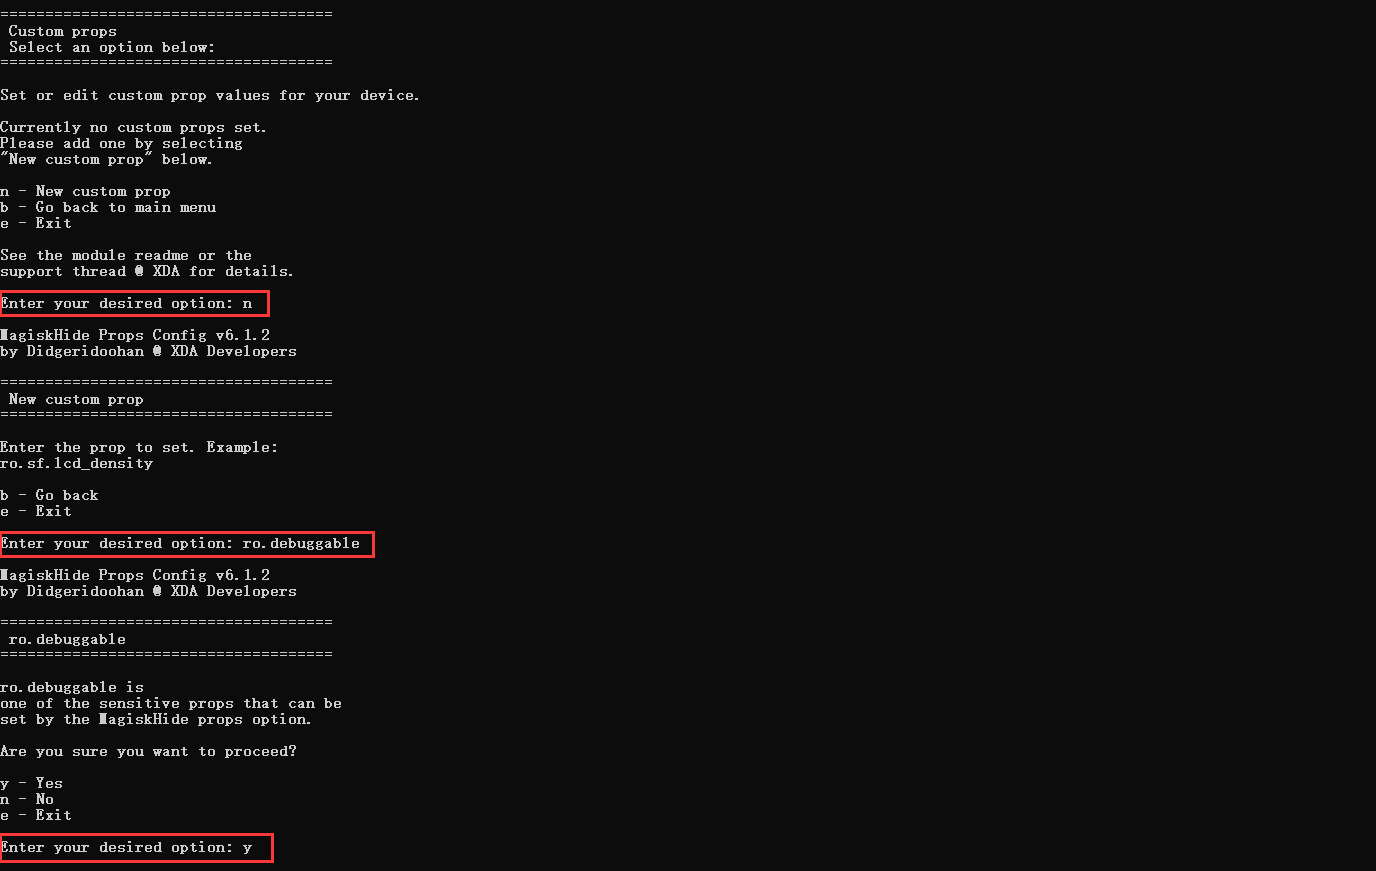 =====================================
Custom props
Select an option below:
=====================================
Set or edit custom prop values for your device.
Currently no custom props set.
Please add one by selecting
"New custom prop" below.
n - New custom prop
b - Go back to main menu
e - Exit
See the module readme or the
support thread @ XDA for details.
Enter your desired option: n
MagiskHide Props Config v6.1.2
by Didgeridoohan @ XDA Developers
=====================================
New custom prop
=====================================
Enter the prop to set. Example:
ro.sf.lcd_density
b - Go back
e - Exit
Enter your desired option: ro.debuggable
MagiskHide Props Config v6.1.2
by Didgeridoohan @ XDA Developers
=====================================
ro.debuggable
=====================================
ro.debuggable is
one of the sensitive props that can be
set by the MagiskHide props option.
Are you sure you want to proceed?
y - Yes
n - No
e - Exit
Enter your desired option: y